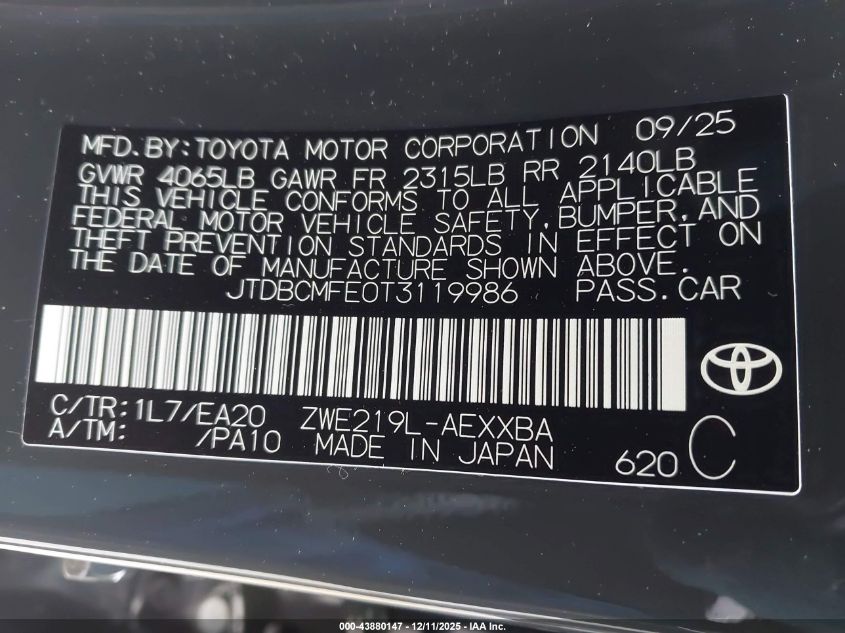 MFD.BY:TOYOTA MOTOR CORPORATION 09/25
GVWR 4065LB GAWR FR 2315LB RR 2140LB
THIS VEHICLE CONFORMS TO ALL APPLICABLE
FEDERAL MOTOR VEHICLE SAFETY,BUMPER,AND
THEFT PREVENTION STANDARDS IN EFFECT ON
THE DATE OF MANUFACTURE SHOWN ABOVE.
JTDBCMFE0T3119986 PASS.CAR
C/TR:1L7/EA20 ZWE219L-AEXXBA
A/TM: /PA10 MADE IN JAPAN 620 C
000-43880147 - 12/11/2025 - IAA Inc.